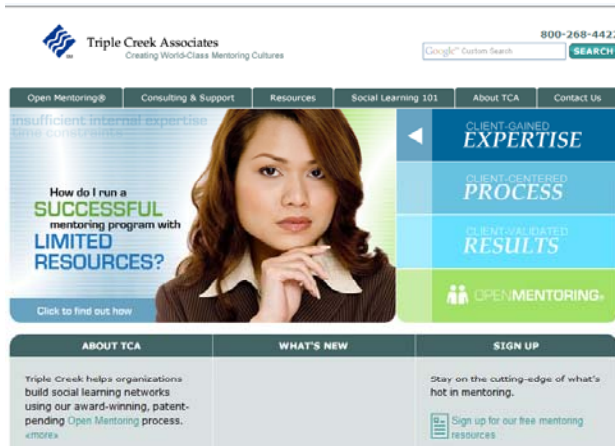 800-268-4422
Triple Creek Associates
Creating World-Class Mentoring Cultures
Google™ Custom Search
SEARCH
Open Mentoring®
Consulting & Support
Resources
Social Learning 101
About TCA
Contact Us
insufficient internal expertise
time constraints
How do I run a
SUCCESSFUL
mentoring program with
LIMITED
RESOURCES?
Click to find out how
CLIENT-GAINED
EXPERTISE
CLIENT-CENTERED
PROCESS
CLIENT-VALIDATED
RESULTS
OPENMENTORING®
ABOUT TCA
WHAT'S NEW
SIGN UP
Triple Creek helps organizations
build social learning networks
using our award-winning, patent-
pending Open Mentoring process.
«more»
Stay on the cutting-edge of what's
hot in mentoring.
Sign up for our free mentoring
resources